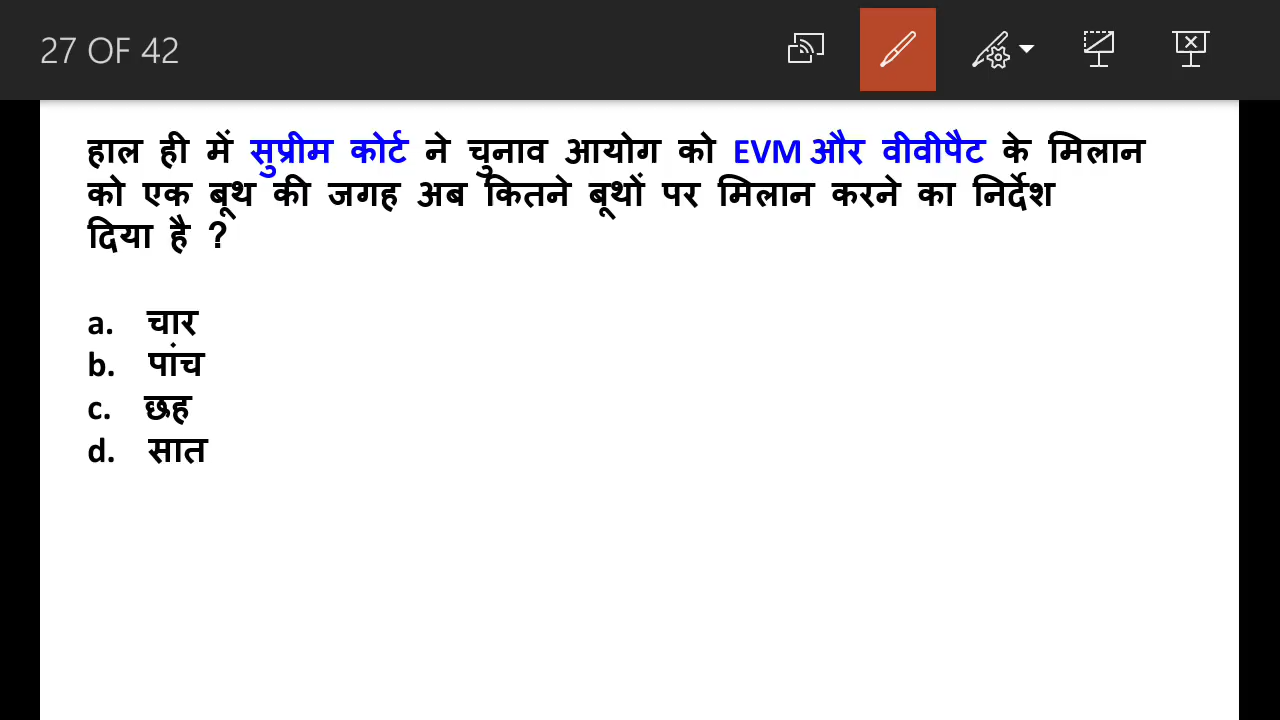 27 OF 42
हाल ही में सुप्रीम कोर्ट ने चुनाव आयोग को EVM और वीवीपैट के मिलान
को एक बूथ की जगह अब कितने बूथों पर मिलान करने का निर्देश
दिया है ?
a. चार
b. पांच
c. छह
d. सात